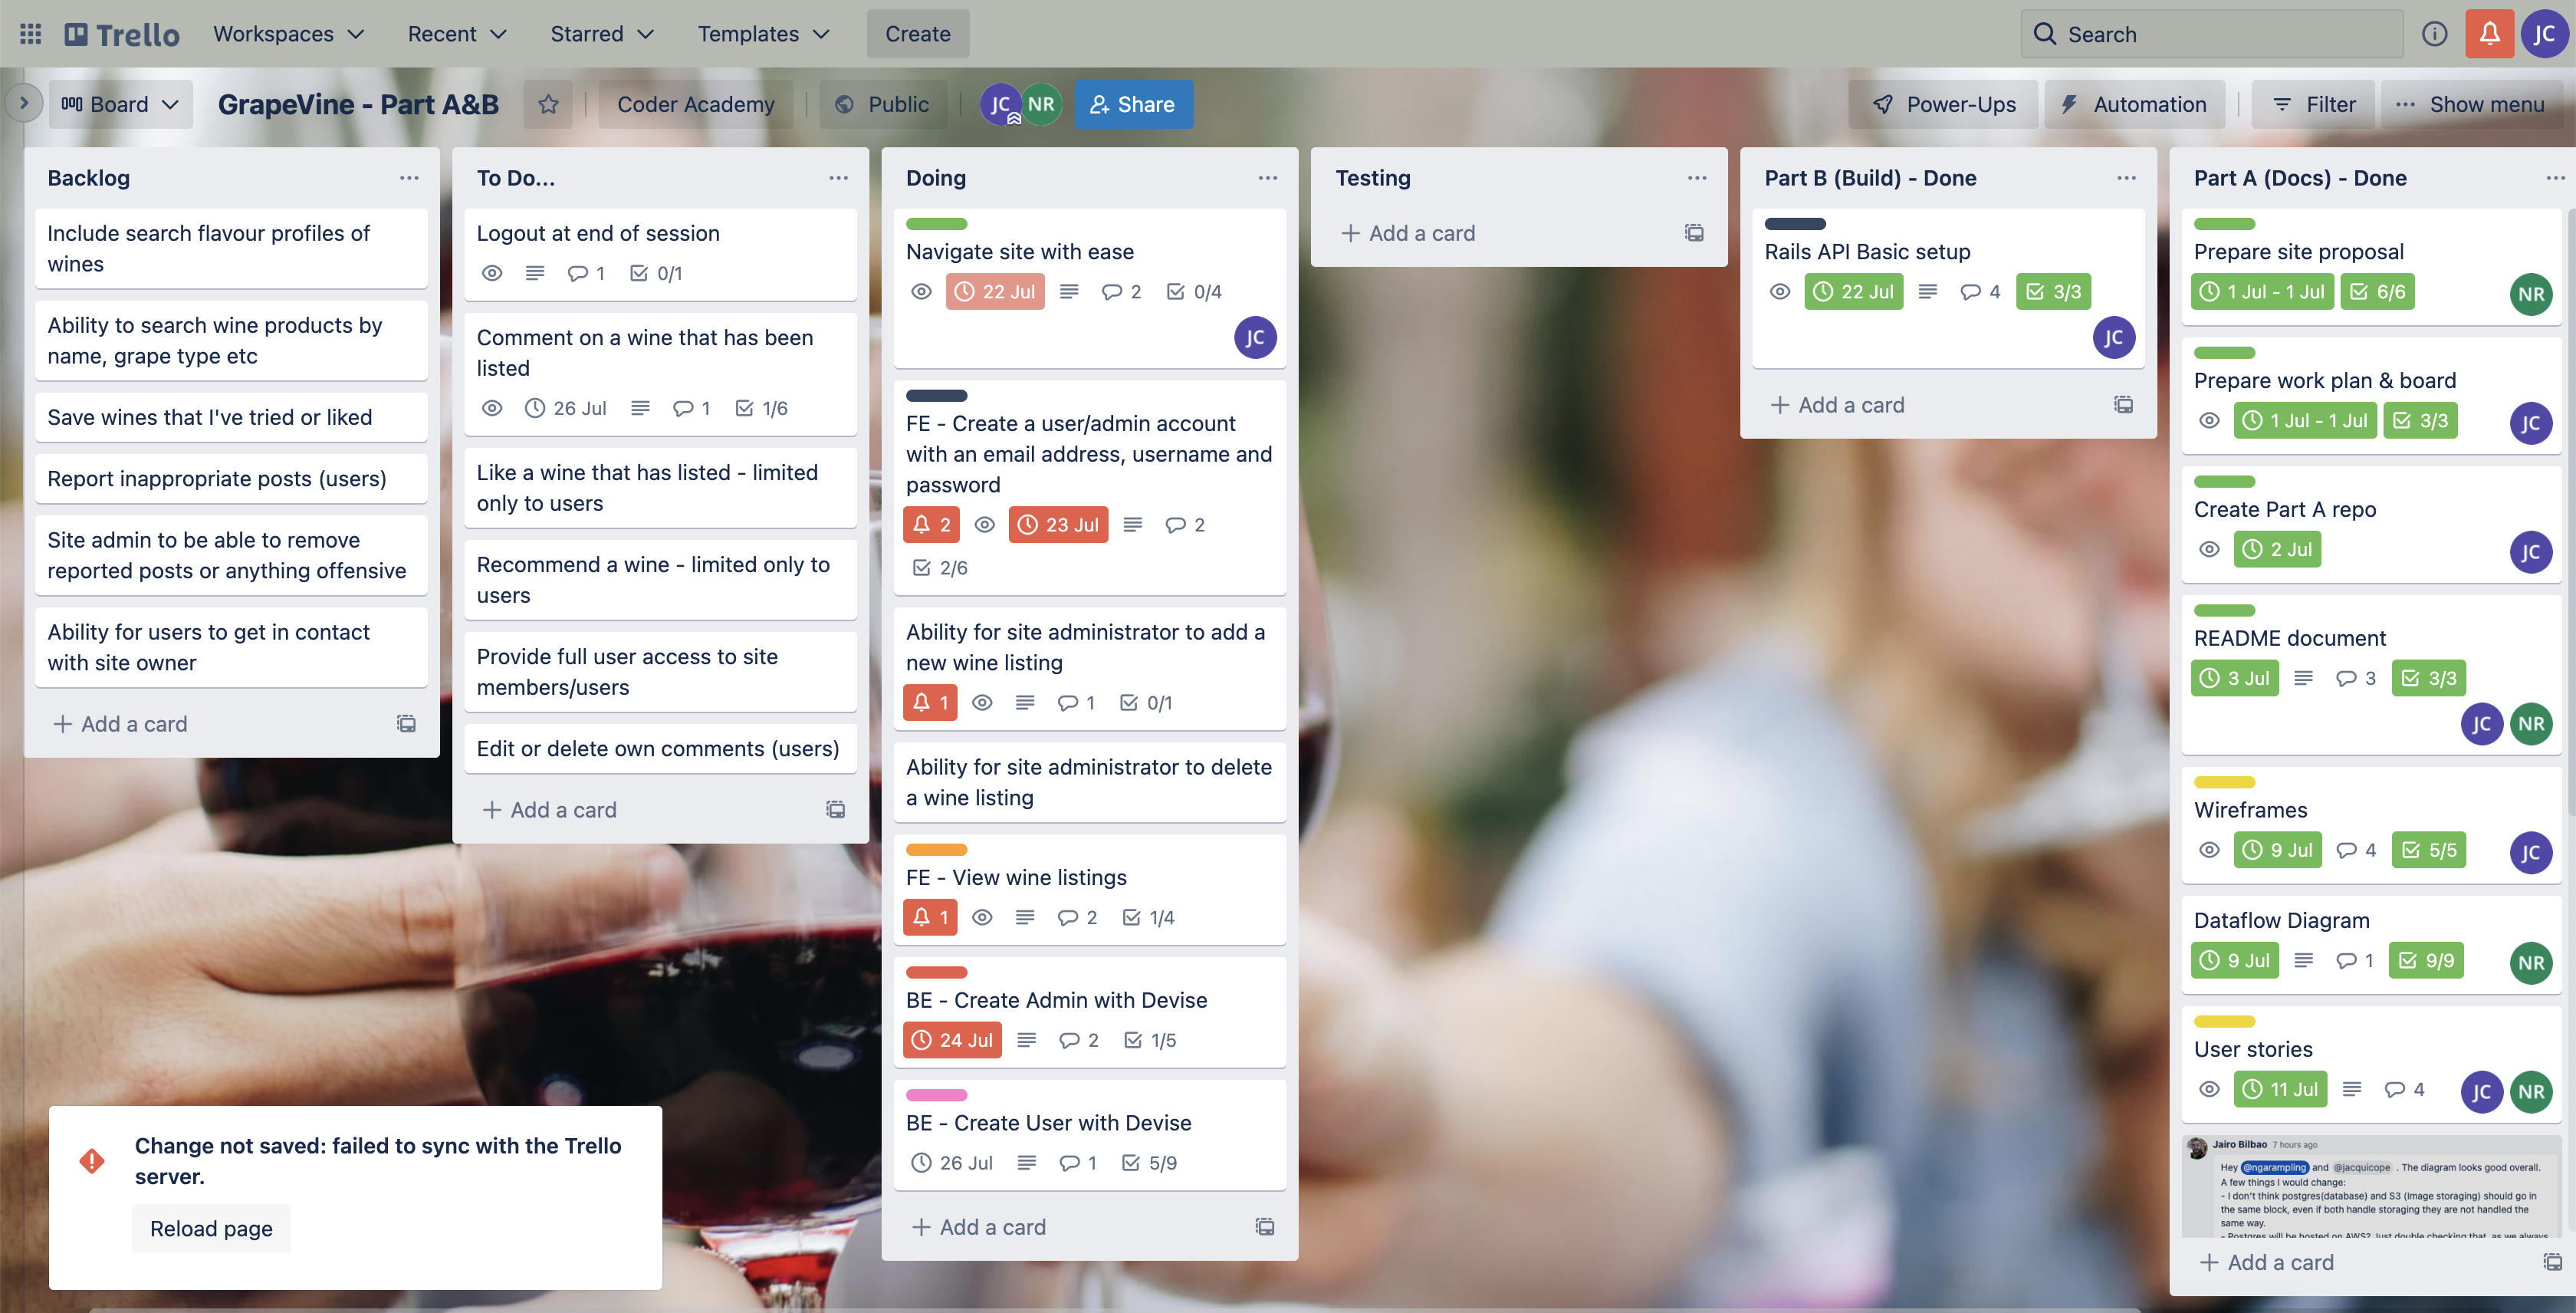 Trello Workspaces Recent Starred Templates Create Search JC
Board GrapeVine - Part A&B Coder Academy Public JC NR Share Power-Ups Automation Filter ... Show menu
Backlog
Include search flavour profiles of
wines
Ability to search wine products by
name, grape type etc
Save wines that I've tried or liked
Report inappropriate posts (users)
Site admin to be able to remove
reported posts or anything offensive
Ability for users to get in contact
with site owner
+ Add a card
To Do...
Logout at end of session
1 0/1
Comment on a wine that has been
listed
26 Jul 1 1/6
Like a wine that has listed - limited
only to users
Recommend a wine - limited only to
users
Provide full user access to site
members/users
Edit or delete own comments (users)
+ Add a card
Doing
Navigate site with ease
22 Jul 2 0/4
JC
FE - Create a user/admin account
with an email address, username and
password
2 23 Jul 2
2/6
Ability for site administrator to add a
new wine listing
1 1 0/1
Ability for site administrator to delete
a wine listing
FE - View wine listings
1 2 1/4
BE - Create Admin with Devise
24 Jul 2 1/5
BE - Create User with Devise
26 Jul 1 5/9
+ Add a card
Testing
+ Add a card
Part B (Build) - Done
Rails API Basic setup
22 Jul 4 3/3
JC
+ Add a card
Part A (Docs) - Done
Prepare site proposal
1 Jul - 1 Jul 6/6 NR
Prepare work plan & board
1 Jul - 1 Jul 3/3 JC
Create Part A repo
2 Jul JC
README document
3 Jul 3 3/3
JC NR
Wireframes
9 Jul 4 5/5 JC
Dataflow Diagram
9 Jul 1 9/9 NR
User stories
11 Jul 4 JC NR
Jairo Bilbao 7 hours ago
Hey @ngarampling and @jacquicope . The diagram looks good overall.
A few things I would change:
- I don't think postgres(database) and S3 (Image storaging) should go in
the same block, even if both handle storaging they are not handled the
same way.
- Postgres will be hosted on AWS? Just double checking that, as we always
+ Add a card
Change not saved: failed to sync with the Trello
server.
Reload page